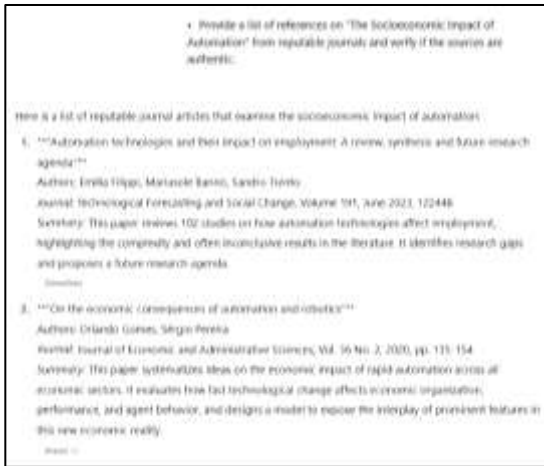 • Provide a list of references on "The Socioeconomic Impact of
Automation" from reputable journals and verify if the sources are
authentic.
Here is a list of reputable journal articles that examine the socioeconomic impact of automation:
1. """Automation technologies and their impact on employment: A review, synthesis and future research
agenda"""
Authors: Emilia Filippi, Mariasole Bannò, Sandro Trento
Journal: Technological Forecasting and Social Change, Volume 191, June 2023, 122448
Summary: This paper reviews 102 studies on how automation technologies affect employment,
highlighting the complexity and often inconclusive results in the literature. It identifies research gaps
and proposes a future research agenda.
2. """On the economic consequences of automation and robotics"""
Authors: Orlando Gomes, Sérgio Pereira
Journal: Journal of Economic and Administrative Sciences, Vol. 36 No. 2, 2020, pp. 135-154
Summary: This paper systematizes ideas on the economic impact of rapid automation across all
economic sectors. It evaluates how fast technological change affects economic organization,
performance, and agent behavior, and designs a model to expose the interplay of prominent features in
this new economic reality.